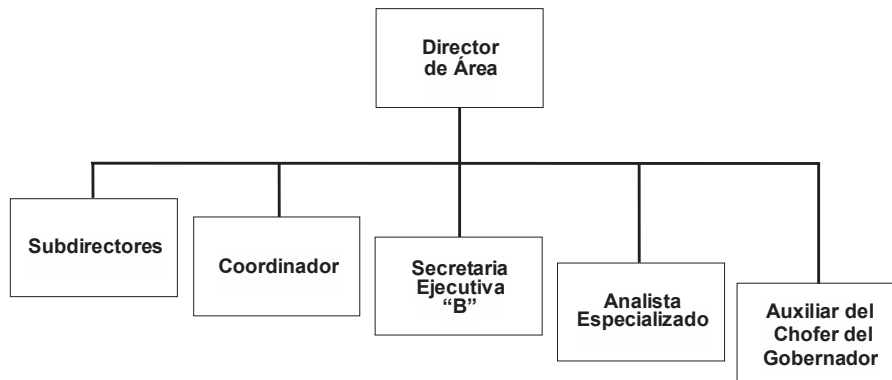 Director
de Área
Subdirectores
Coordinador
Secretaria
Ejecutiva
“B”
Analista
Especializado
Auxiliar del
Chofer del
Gobernador